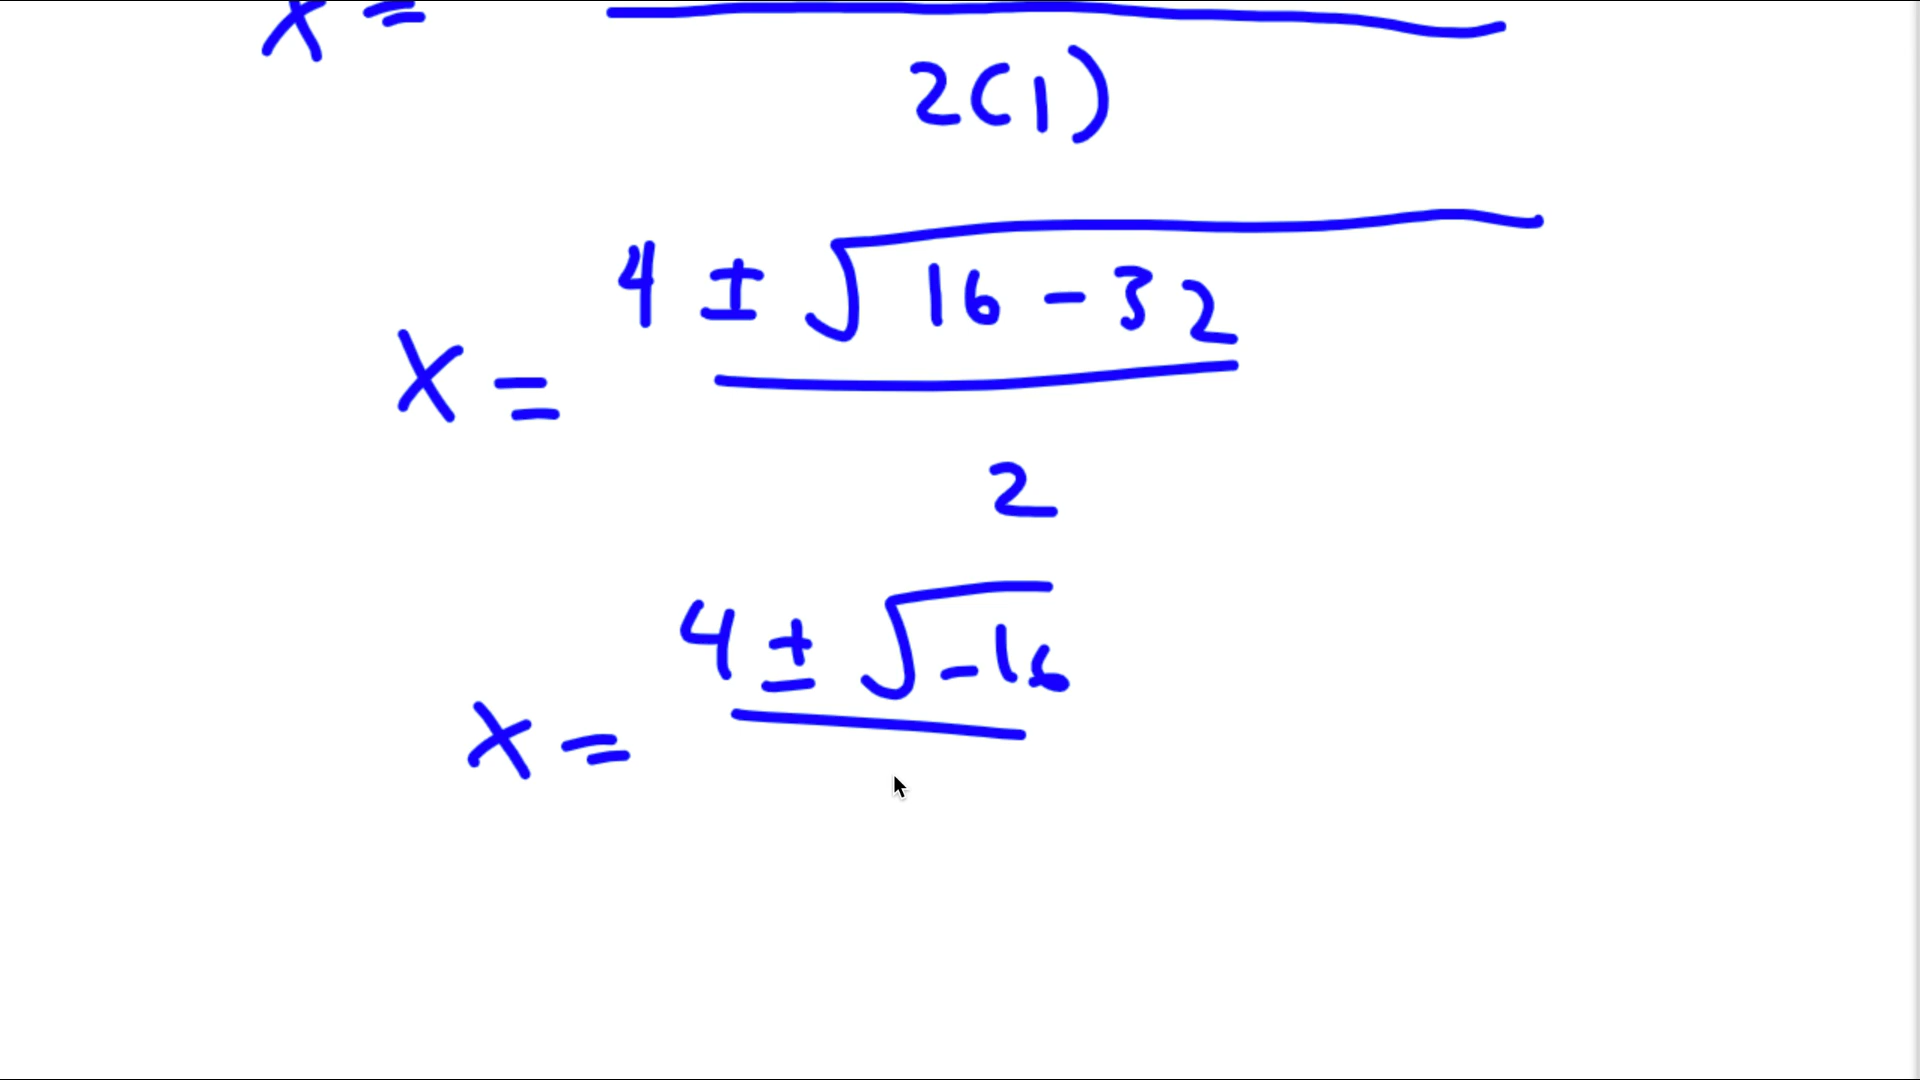 x =
2(1)
4 ± √16 - 32
x =
2
4 ± √-16
x =